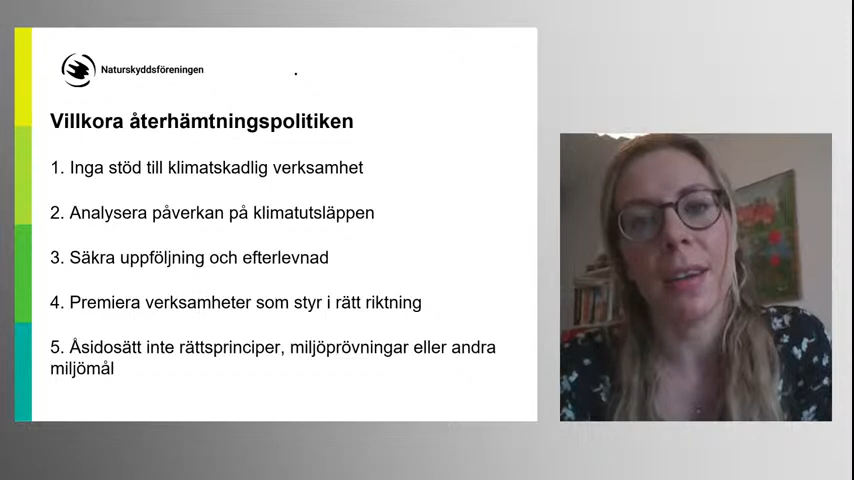 Naturskyddsföreningen
Villkora återhämtningspolitiken
1. Inga stöd till klimatskadlig verksamhet
2. Analysera påverkan på klimatutsläppen
3. Säkra uppföljning och efterlevnad
4. Premiera verksamheter som styr i rätt riktning
5. Åsidosätt inte rättsprinciper, miljöprövningar eller andra
miljömål